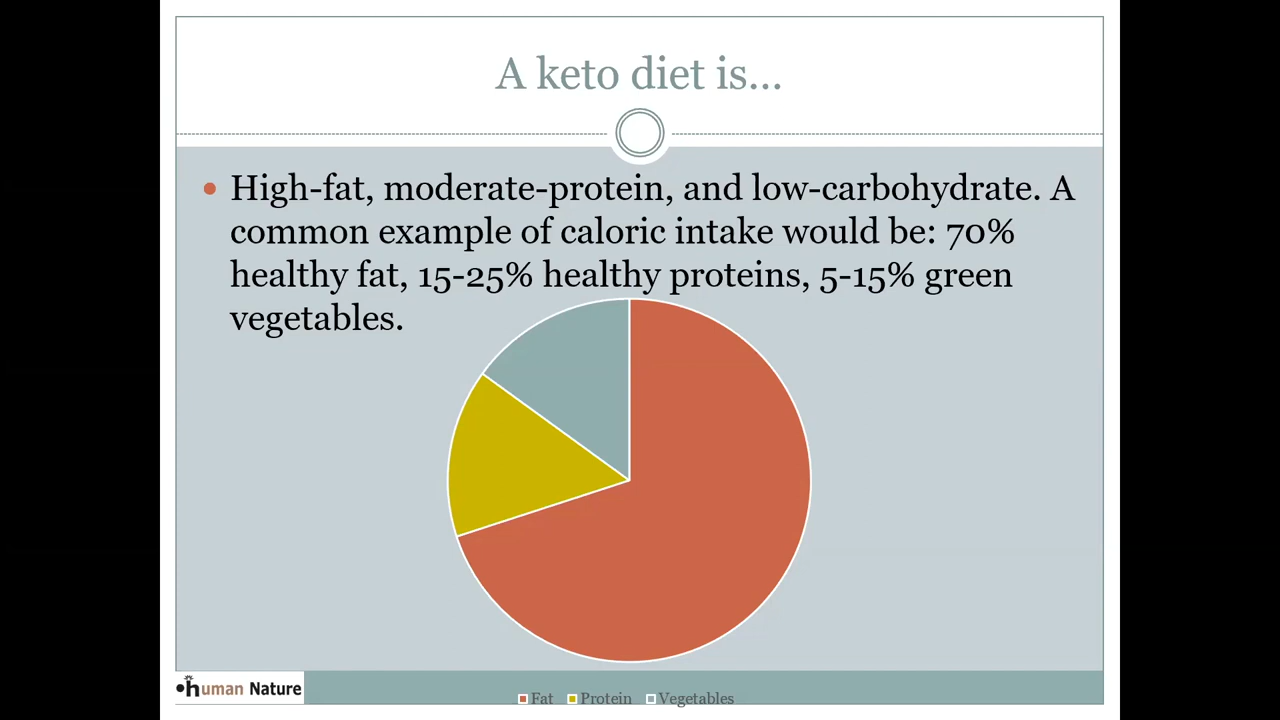 A keto diet is...
• High-fat, moderate-protein, and low-carbohydrate. A
common example of caloric intake would be: 70%
healthy fat, 15-25% healthy proteins, 5-15% green
vegetables.
human Nature
Fat Protein Vegetables